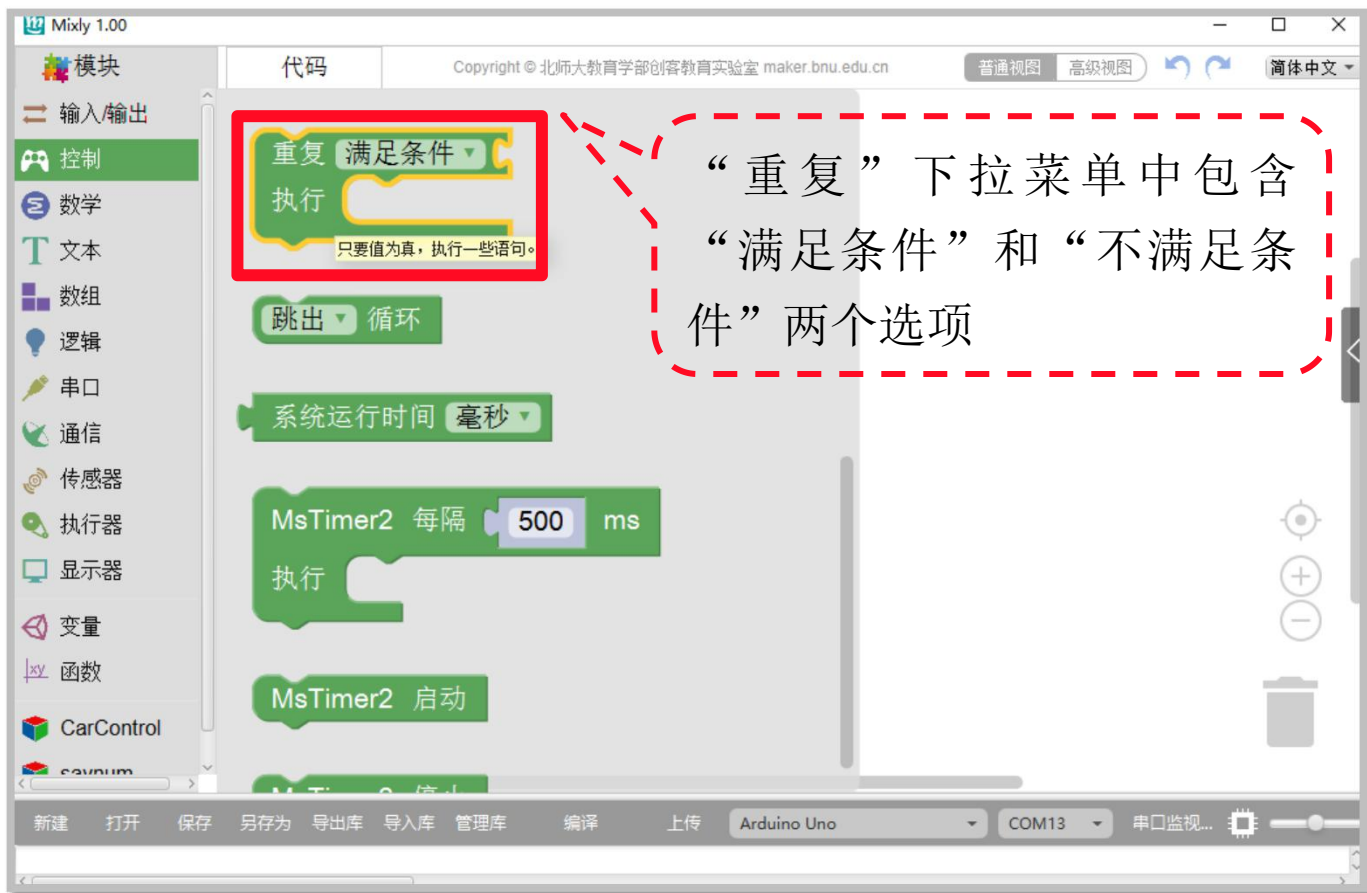 Mixly 1.00
模块
代码
Copyright © 北师大教育学部创客教育实验室 maker.bnu.edu.cn
普通视图 高级视图
简体中文
输入/输出
控制
数学
文本
数组
逻辑
串口
通信
传感器
执行器
显示器
变量
函数
CarControl
saynum
重复 满足条件
执行
只要值为真，执行一些语句。
跳出 循环
系统运行时间 毫秒
MsTimer2 每隔 500 ms
执行
MsTimer2 启动
MsTimer2 停止
“重复”下拉菜单中包含
“满足条件”和“不满足条
件”两个选项
新建 打开 保存 另存为 导出库 导入库 管理库 编译 上传 Arduino Uno COM13 串口监视...